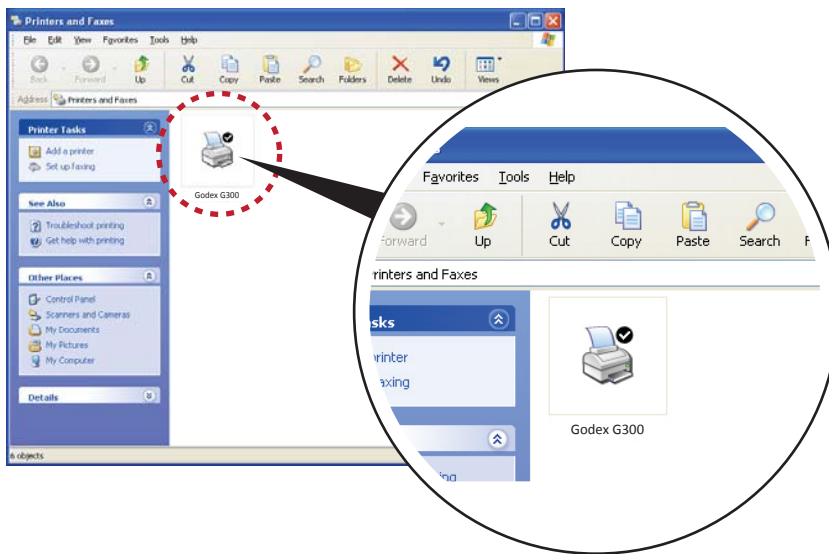 Printers and Faxes
File Edit View Favorites Tools Help
Back Forward Up Cut Copy Paste Search Folders Delete Undo Views
Address Printers and Faxes
Printer Tasks
Add a printer
Set up faxing
See Also
Troubleshoot printing
Get help with printing
Other Places
Control Panel
Scanners and Cameras
My Documents
My Pictures
My Computer
Details
6 objects
Godex G300
s
Favorites Tools Help
Forward Up Cut Copy Paste Search F
rinters and Faxes
sks
rinter
axing
ing
Godex G300